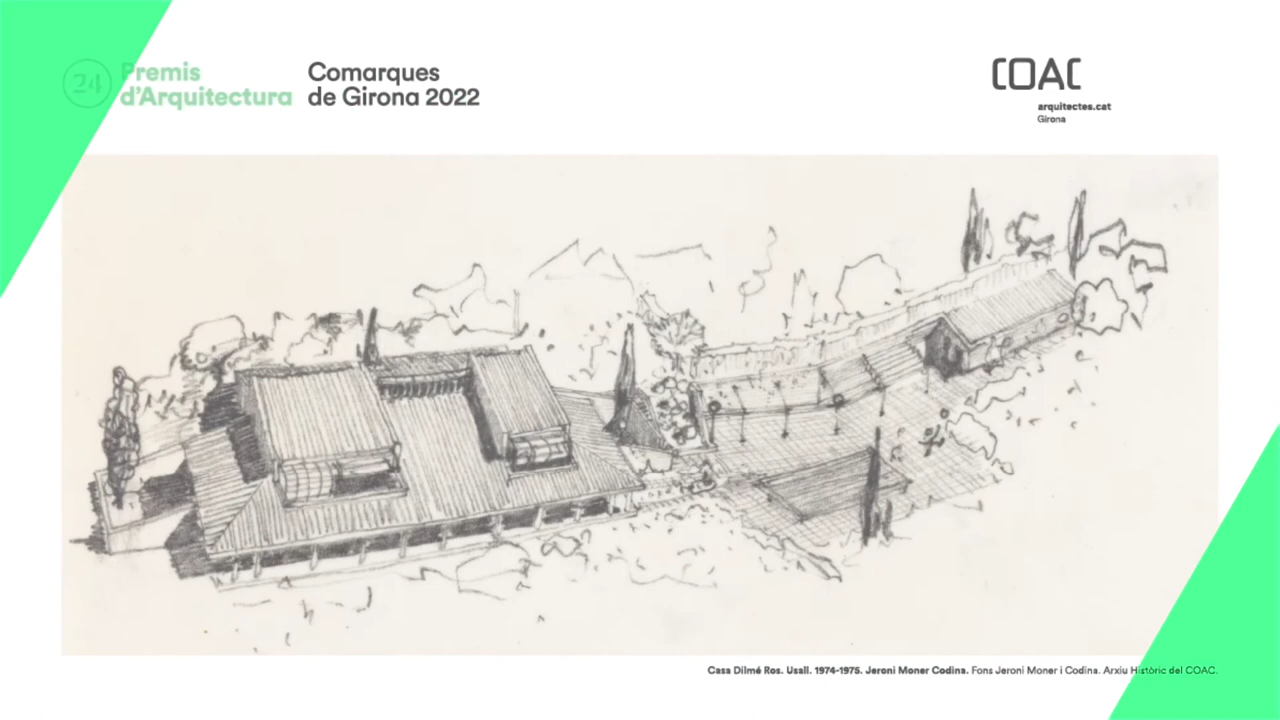 24
Premis
d'Arquitectura
Comarques
de Girona 2022
COAC
arquitectes.cat
Girona
Casa Dilmé Ros. Usall. 1974-1975. Jeroni Moner Codina. Fons Jeroni Moner i Codina. Arxiu Històric del COAC.